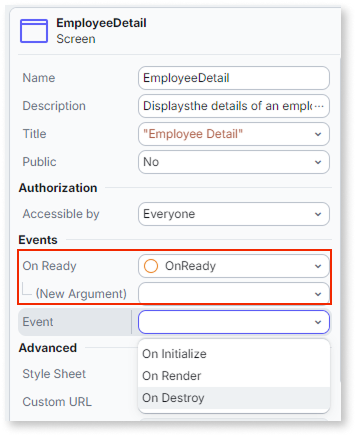 EmployeeDetail
Screen
Name EmployeeDetail
Description Displaysthe details of an emplo...
Title "Employee Detail"
Public No
Authorization
Accessible by Everyone
Events
On Ready OnReady
(New Argument)
Event
On Initialize
Advanced
On Render
Style Sheet
On Destroy
Custom URL